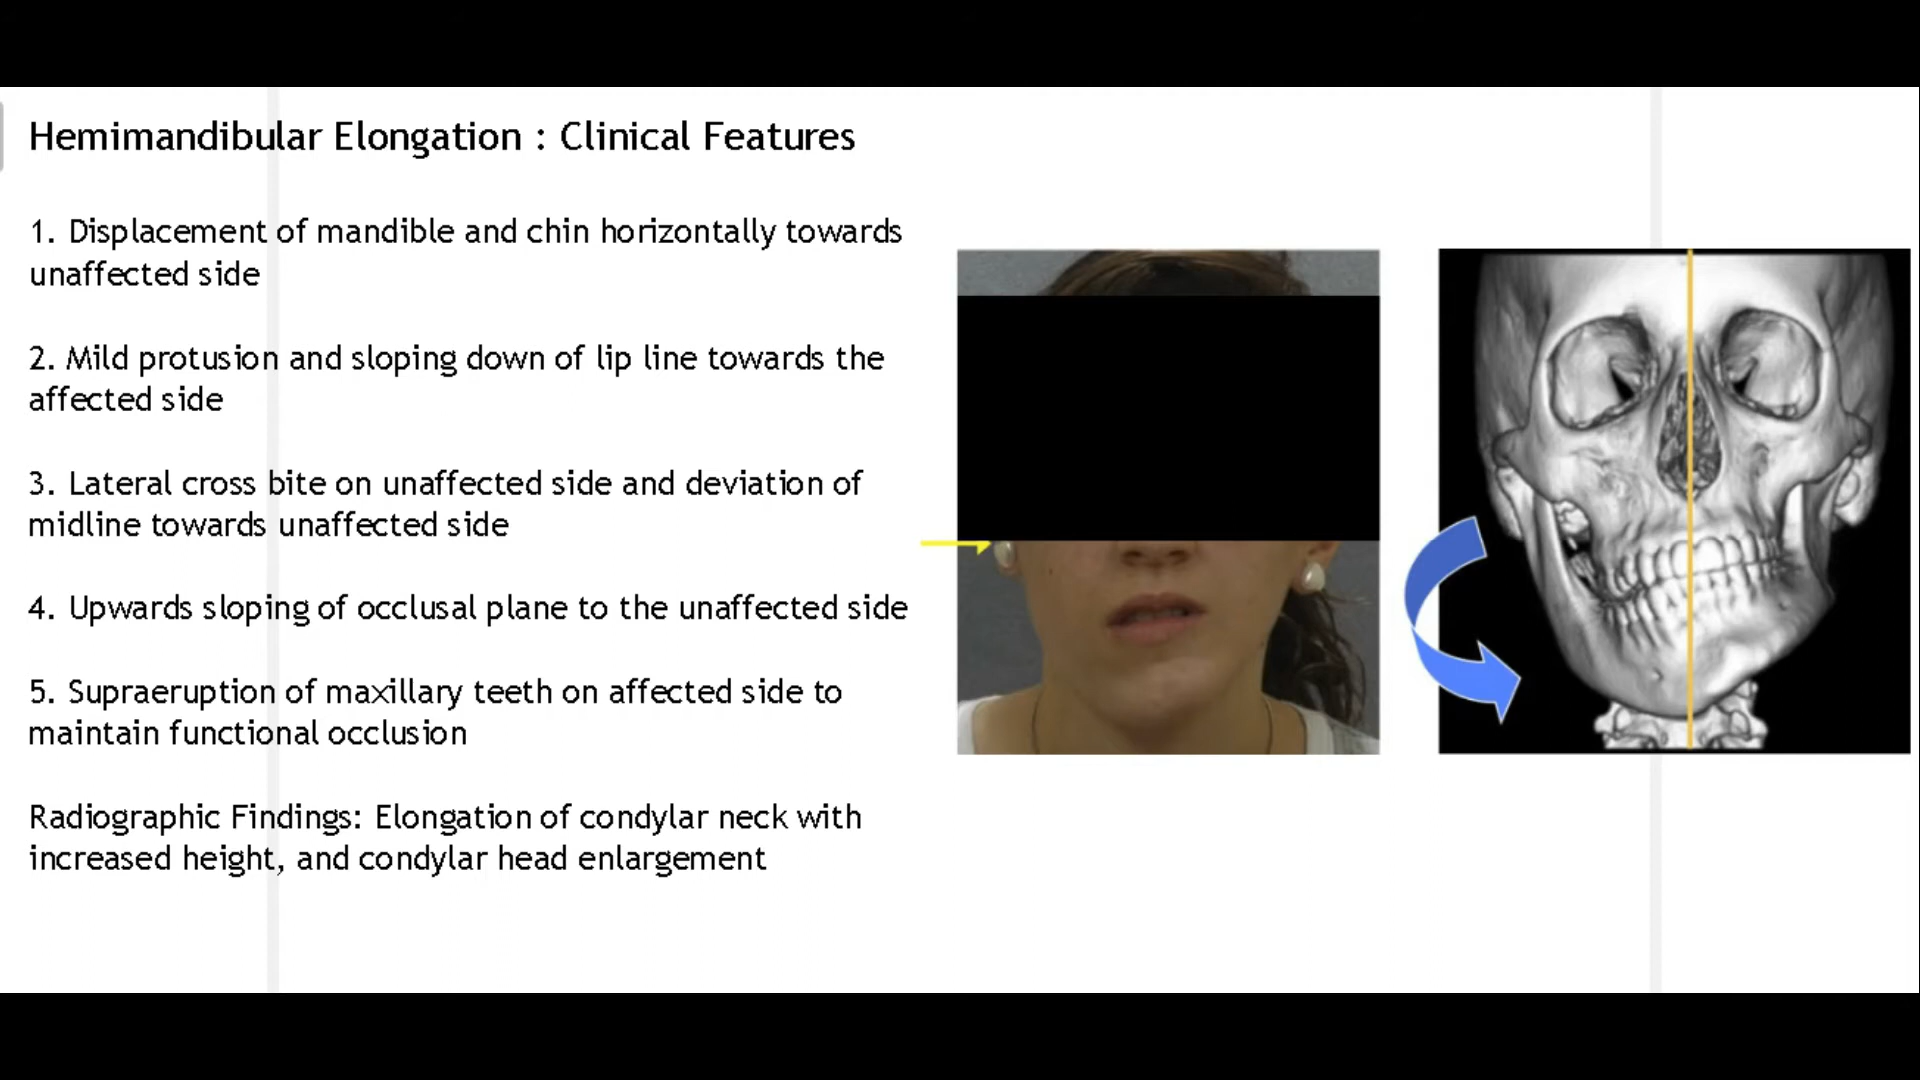 Hemimandibular Elongation : Clinical Features
1. Displacement of mandible and chin horizontally towards
unaffected side
2. Mild protusion and sloping down of lip line towards the
affected side
3. Lateral cross bite on unaffected side and deviation of
midline towards unaffected side
4. Upwards sloping of occlusal plane to the unaffected side
5. Supraeruption of maxillary teeth on affected side to
maintain functional occlusion
Radiographic Findings: Elongation of condylar neck with
increased height, and condylar head enlargement